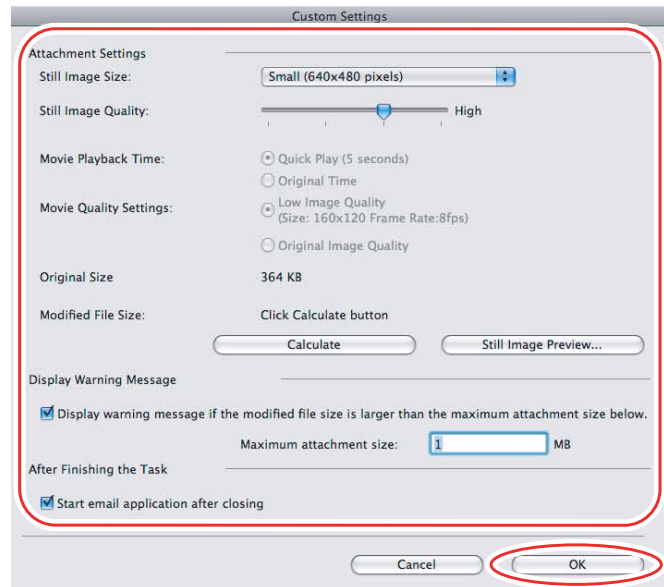 Custom Settings
Attachment Settings
Still Image Size: Small (640x480 pixels)
Still Image Quality: High
Movie Playback Time: Quick Play (5 seconds)
Original Time
Movie Quality Settings: Low Image Quality
(Size: 160x120 Frame Rate:8fps)
Original Image Quality
Original Size 364 KB
Modified File Size: Click Calculate button
Calculate Still Image Preview...
Display Warning Message
Display warning message if the modified file size is larger than the maximum attachment size below.
Maximum attachment size: 1 MB
After Finishing the Task
Start email application after closing
Cancel OK